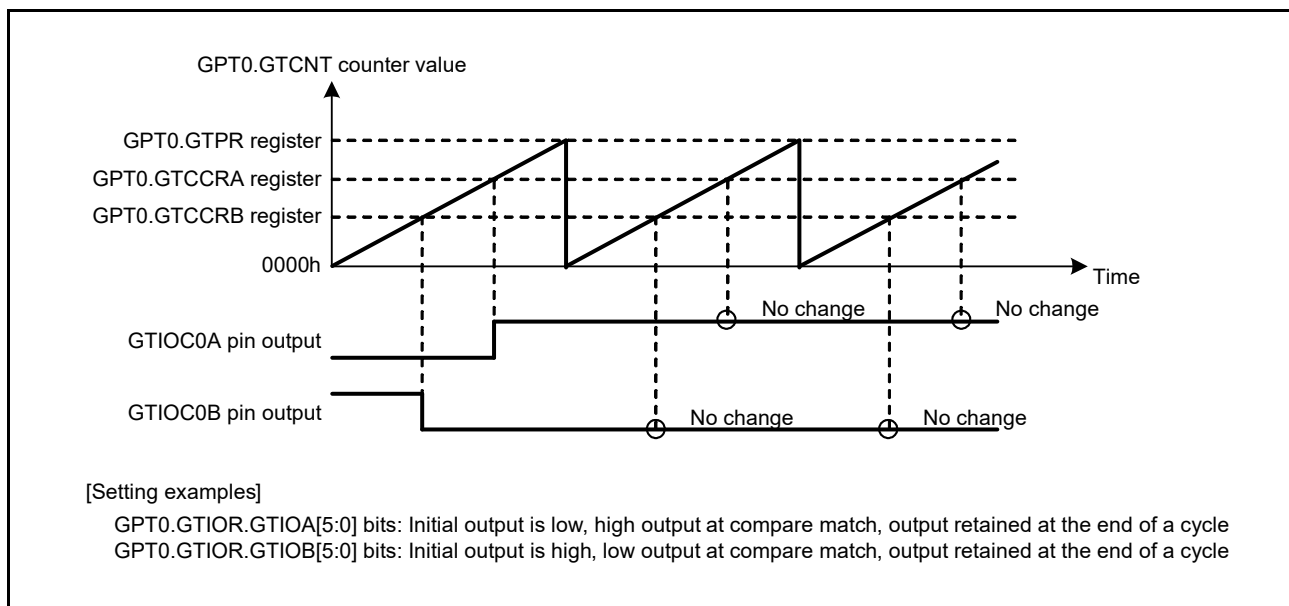 GPT0.GTCNT counter value
GPT0.GTPR register
GPT0.GTCCRA register
GPT0.GTCCRB register
0000h
Time
No change
No change
GTIOC0A pin output
GTIOC0B pin output
No change
No change
[Setting examples]
GPT0.GTIOR.GTIOA[5:0] bits: Initial output is low, high output at compare match, output retained at the end of a cycle
GPT0.GTIOR.GTIOB[5:0] bits: Initial output is high, low output at compare match, output retained at the end of a cycle